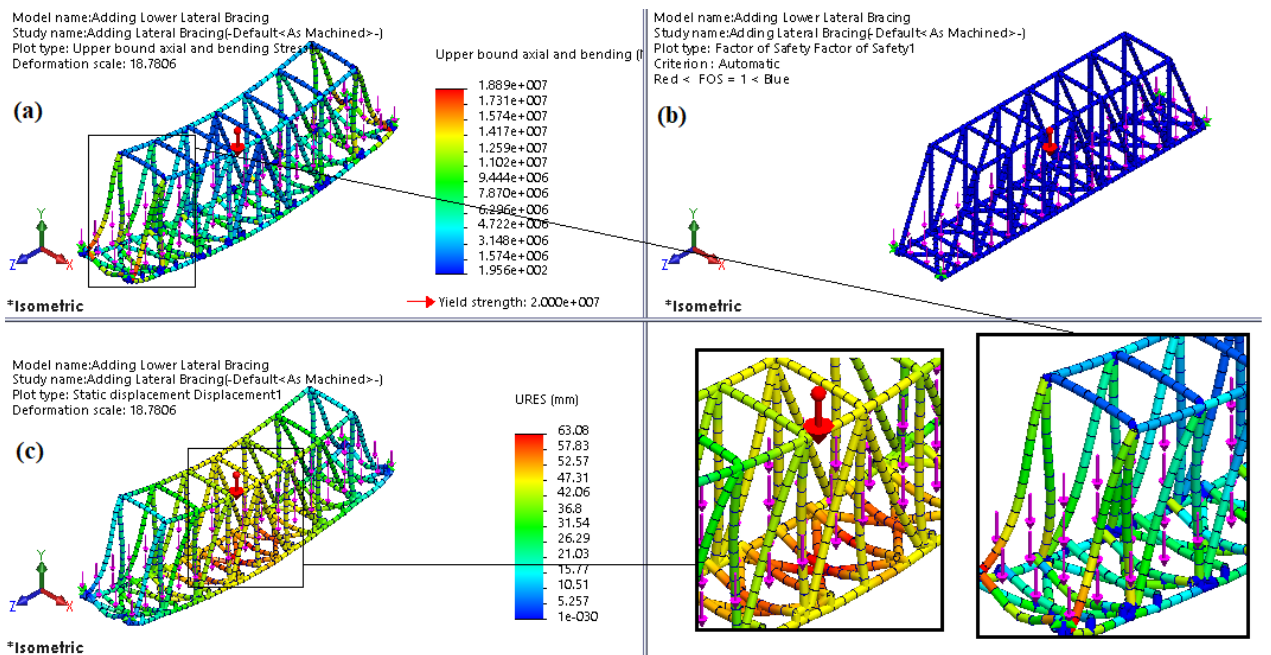 Model name:Adding Lower Lateral Bracing
Study name:Adding Lateral Bracing(-Default<As Machined>-)
Plot type: Upper bound axial and bending Stress
Deformation scale: 18.7806
(a)
Upper bound axial and bending (
1.889e+007
1.731e+007
1.574e+007
1.417e+007
1.259e+007
1.102e+007
9.444e+006
7.870e+006
6.296e+006
4.722e+006
3.148e+006
1.574e+006
1.956e+002
Yield strength: 2.000e+007
Y
Z
X
*Isometric
Model name:Adding Lower Lateral Bracing
Study name:Adding Lateral Bracing(-Default<As Machined>-)
Plot type: Factor of Safety Factor of Safety1
Criterion : Automatic
Red < FOS = 1 < Blue
(b)
Y
Z
X
*Isometric
Model name:Adding Lower Lateral Bracing
Study name:Adding Lateral Bracing(-Default<As Machined>-)
Plot type: Static displacement Displacement1
Deformation scale: 18.7806
(c)
URES (mm)
63.08
57.83
52.57
47.31
42.06
36.8
31.54
26.29
21.03
15.77
10.51
5.257
1e-030
Y
Z
X
*Isometric